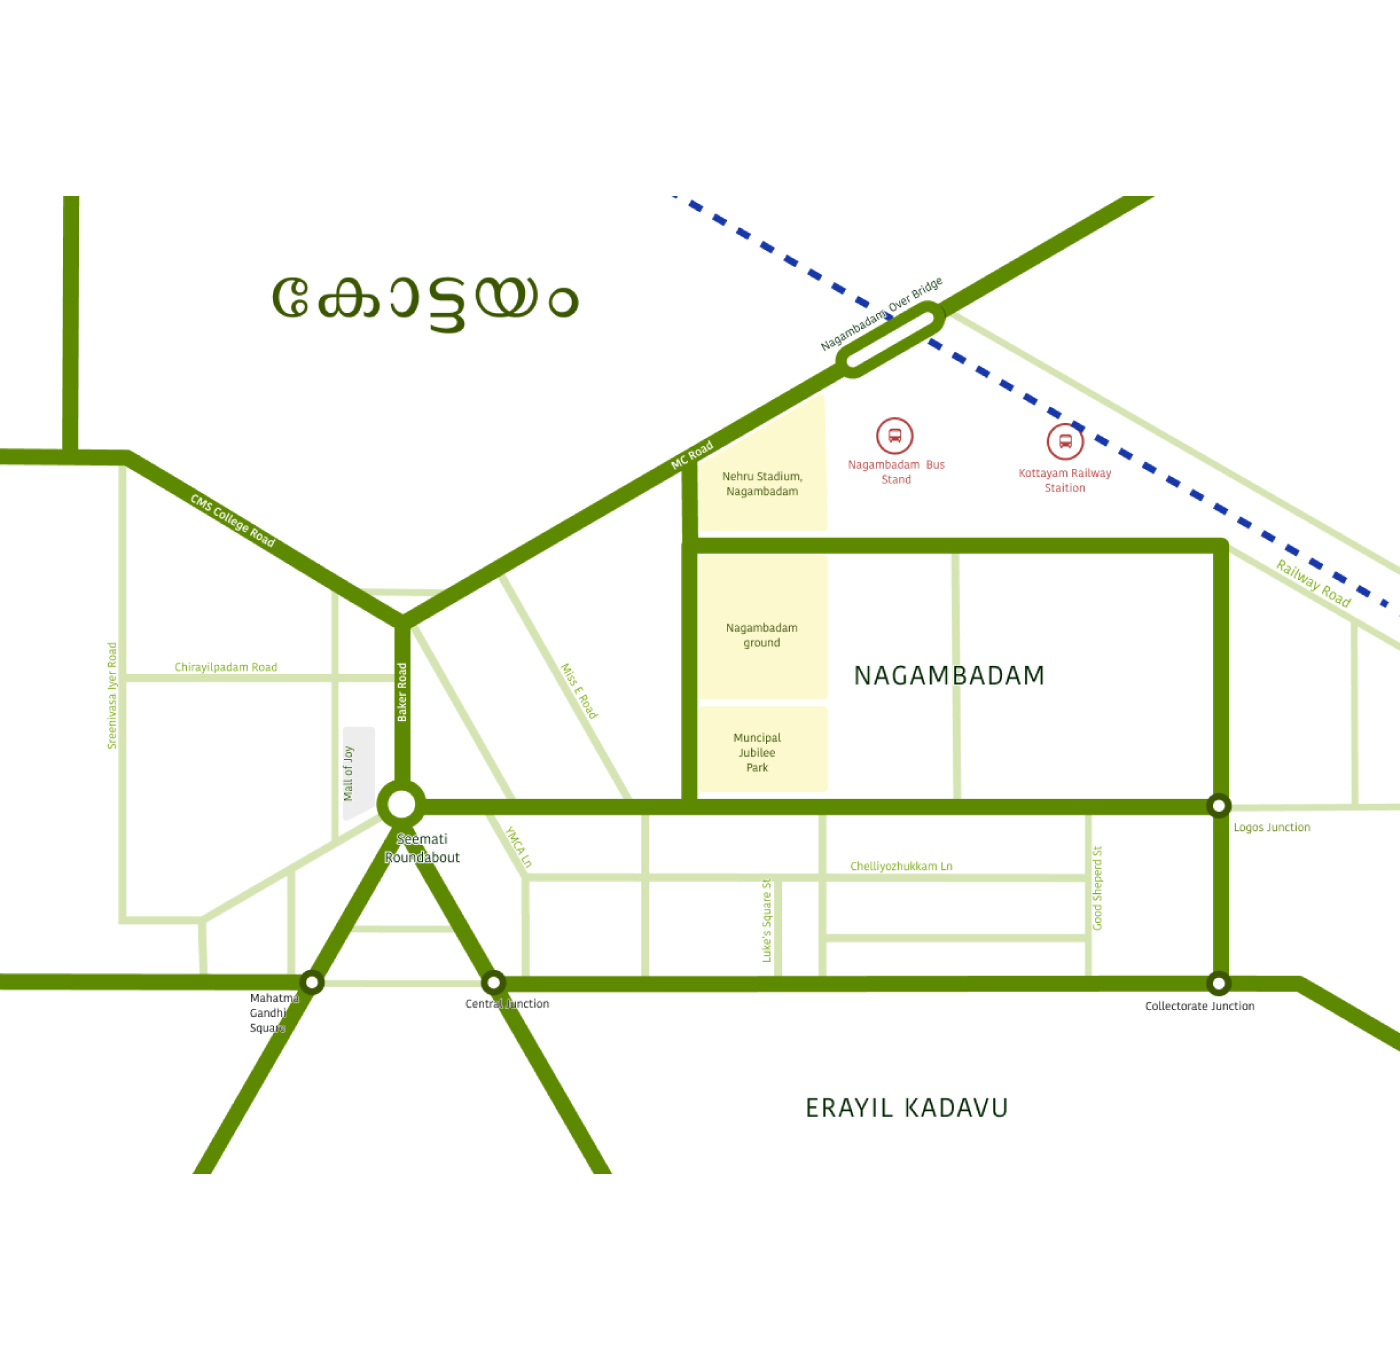 കോട്ടയം
Nagambadam Over Bridge
MC Road
Nehru Stadium,
Nagambadam
Nagambadam Bus
Stand
Kottayam Railway
Staition
CMS College Road
Railway Road
Sreenivasa Iyer Road
Chirayilpadam Road
Baker Road
Miss E Road
Nagambadam
ground
NAGAMBADAM
Muncipal
Jubilee
Park
Mall of Joy
Seemati
Roundabout
YMCA Ln
Logos Junction
Chelliyozhukkam Ln
Luke's Square St
Good Sheperd St
Mahatma
Gandhi
Square
Central Junction
Collectorate Junction
ERAYIL KADAVU